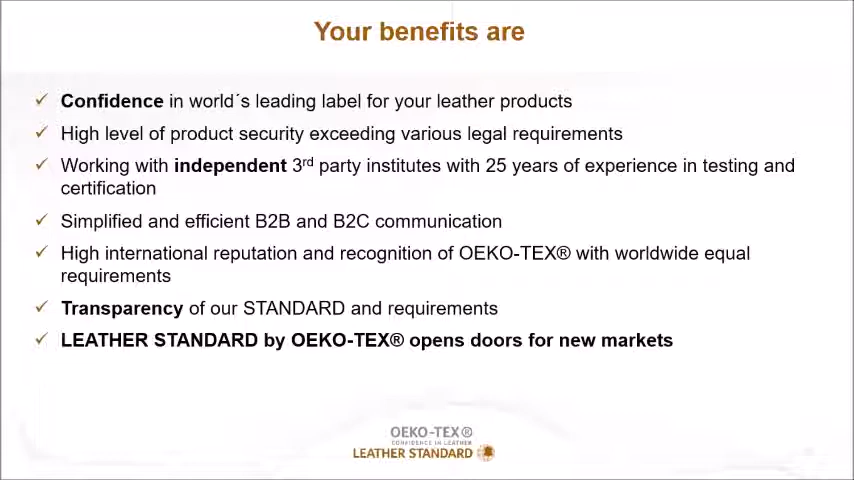 Your benefits are
✓ Confidence in world´s leading label for your leather products
✓ High level of product security exceeding various legal requirements
✓ Working with independent 3rd party institutes with 25 years of experience in testing and
certification
✓ Simplified and efficient B2B and B2C communication
✓ High international reputation and recognition of OEKO-TEX® with worldwide equal
requirements
✓ Transparency of our STANDARD and requirements
✓ LEATHER STANDARD by OEKO-TEX® opens doors for new markets
OEKO-TEX®
CONFIDENCE IN LEATHER
LEATHER STANDARD